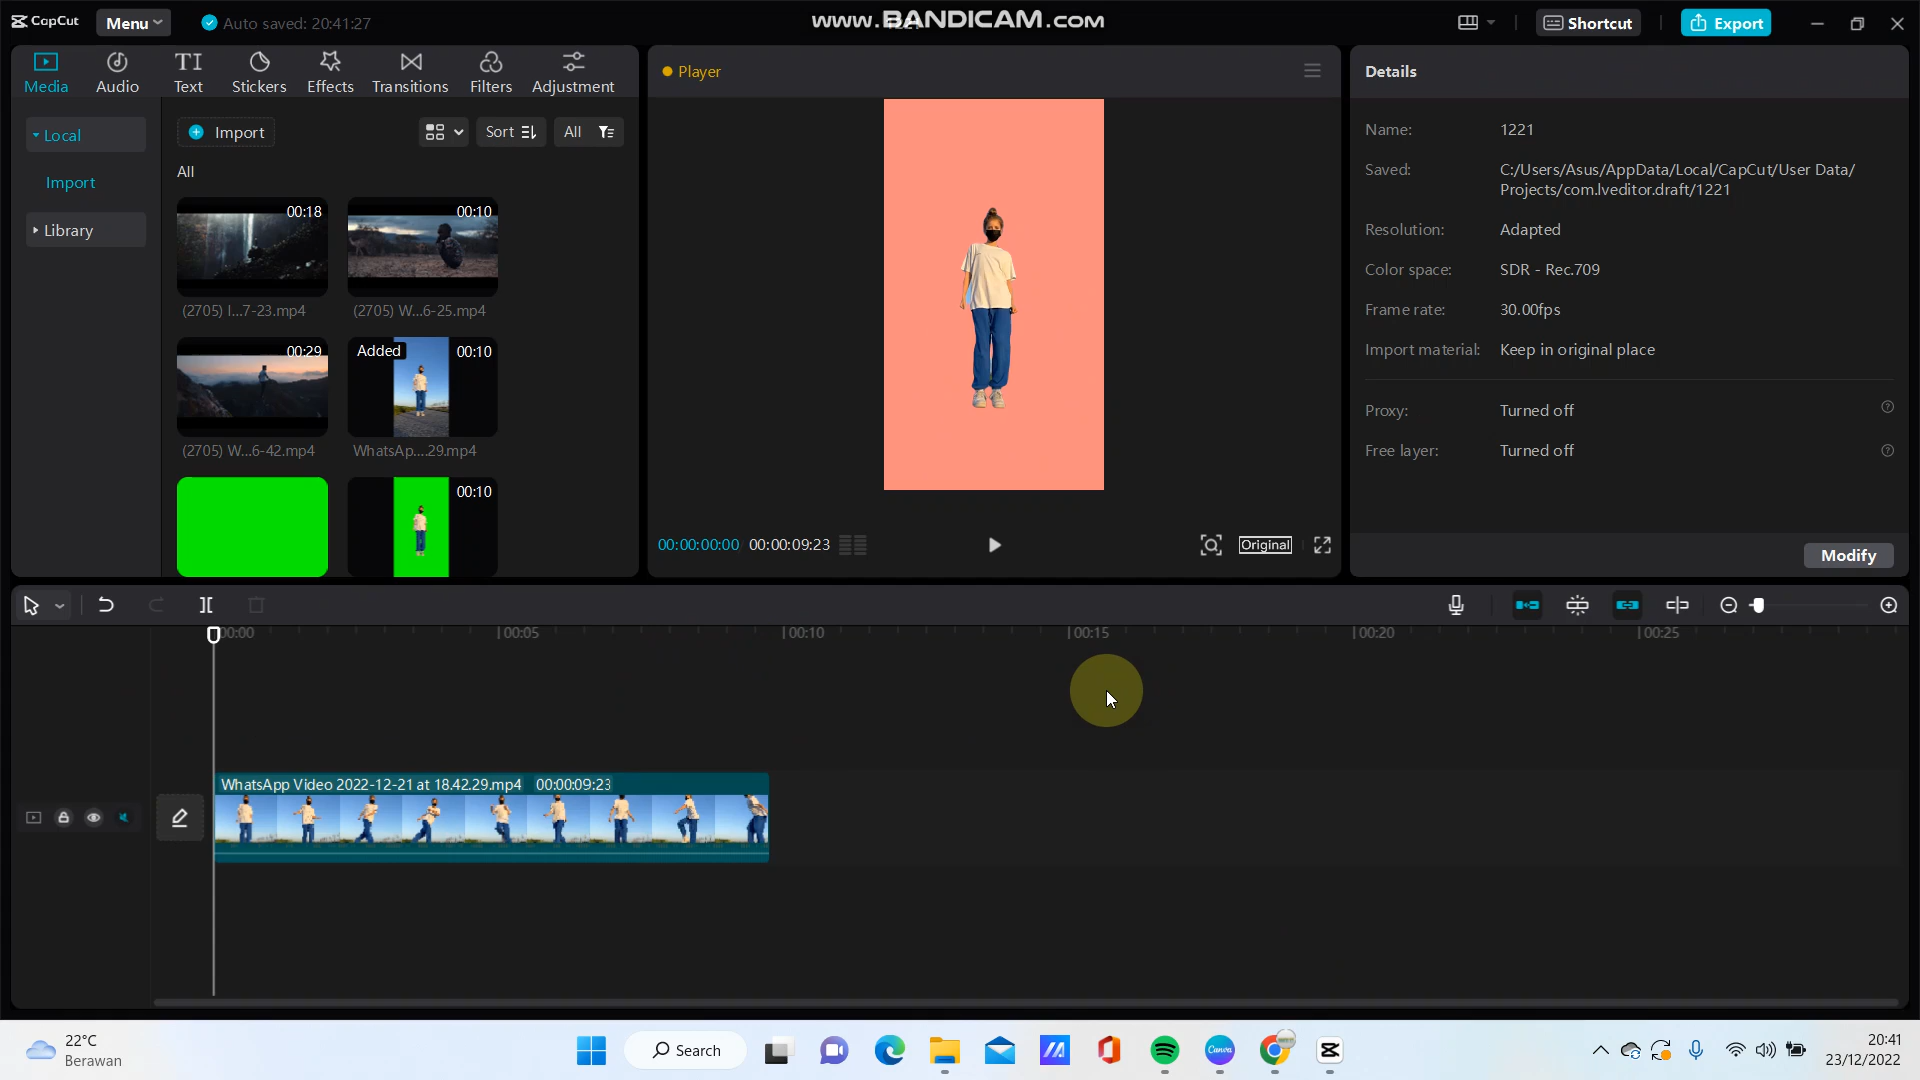 CapCut
Menu
Auto saved: 20:41:27
www.BANDICAM.com
Shortcut
Export
Media
Audio
TI
Text
Stickers
Effects
Transitions
Filters
Adjustment
Local
Import
Library
Import
Sort
All
All
00:18
(2705) I...7-23.mp4
00:10
(2705) W...6-25.mp4
00:29
(2705) W...6-42.mp4
Added
00:10
WhatsAp....29.mp4
00:10
Player
00:00:00:00
00:00:09:23
Original
Details
Name:
1221
Saved:
C:/Users/Asus/AppData/Local/CapCut/User Data/
Projects/com.lveditor.draft/1221
Resolution:
Adapted
Color space:
SDR - Rec.709
Frame rate:
30.00fps
Import material:
Keep in original place
Proxy:
Turned off
Free layer:
Turned off
Modify
00:00
00:05
00:10
00:15
00:20
00:25
WhatsApp Video 2022-12-21 at 18.42.29.mp4
00:00:09:23
22°C
Berawan
Search
Canva
20:41
23/12/2022